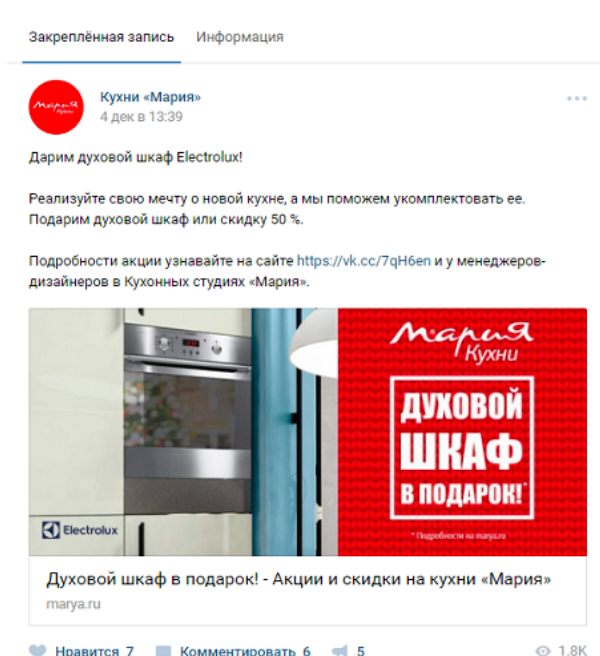 Закреплённая запись Информация
Мария
Кухни
Кухни «Мария»
4 дек в 13:39
Дарим духовой шкаф Electrolux!
Реализуйте свою мечту о новой кухне, а мы поможем укомплектовать ее.
Подарим духовой шкаф или скидку 50 %.
Подробности акции узнавайте на сайте https://vk.cc/7qH6en и у менеджеров-
дизайнеров в Кухонных студиях «Мария».
Мария
Кухни
ДУХОВОЙ
ШКАФ
В ПОДАРОК!*
* Подробности на marya.ru
Electrolux
Духовой шкаф в подарок! - Акции и скидки на кухни «Мария»
marya.ru
Нравится 7 Комментировать 6 5 1.8K